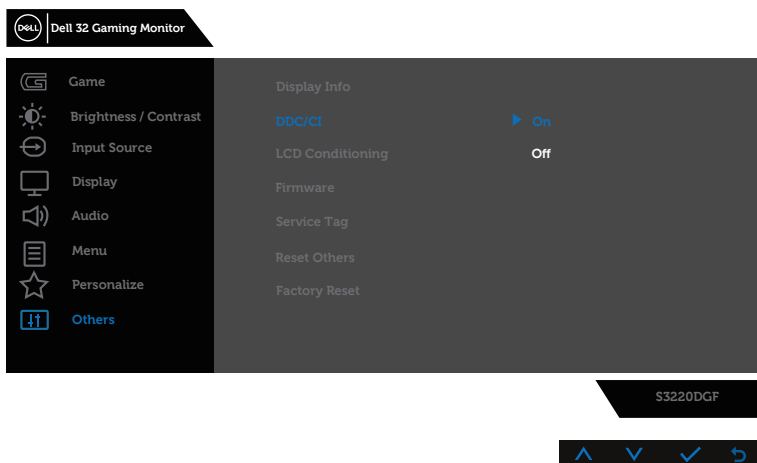 DELL
Dell 32 Gaming Monitor
Game
Brightness / Contrast
Input Source
Display
Audio
Menu
Personalize
Others
Display Info
DDC/CI
On
LCD Conditioning
Off
Firmware
Service Tag
Reset Others
Factory Reset
S3220DGF